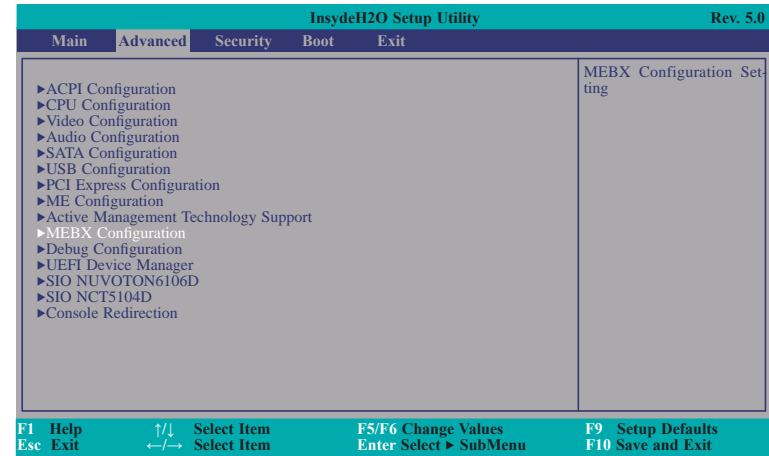 InsydeH2O Setup Utility Rev. 5.0
Main Advanced Security Boot Exit
▶ACPI Configuration
▶CPU Configuration
▶Video Configuration
▶Audio Configuration
▶SATA Configuration
▶USB Configuration
▶PCI Express Configuration
▶ME Configuration
▶Active Management Technology Support
▶MEBX Configuration
▶Debug Configuration
▶UEFI Device Manager
▶SIO NUVOTON6106D
▶SIO NCT5104D
▶Console Redirection
MEBX Configuration Set-
ting
F1 Help ↑/↓ Select Item F5/F6 Change Values F9 Setup Defaults
Esc Exit ←/→ Select Item Enter Select ▶ SubMenu F10 Save and Exit